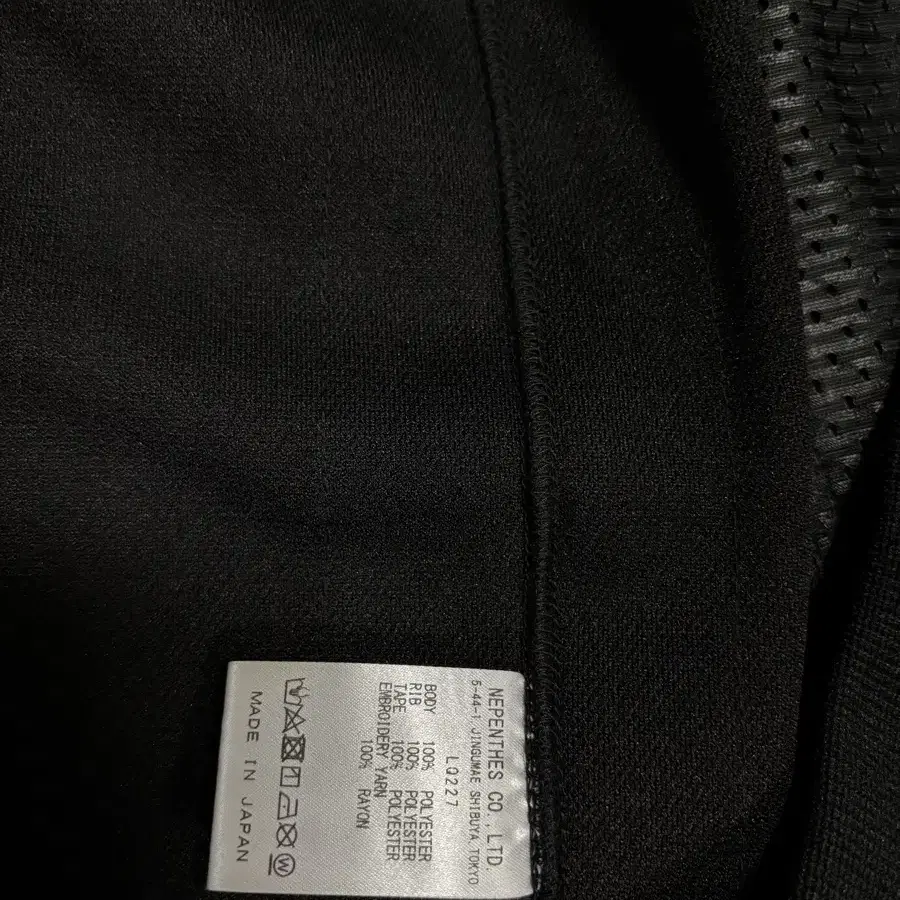 NEPENTHES CO.,LTD.
5-44-1, JINGUMAE SHIBUYA, TOKYO
LQ227
BODY 100% POLYESTER
RIB 100% POLYESTER
TAPE 100% POLYESTER
EMBROIDERY YARN
100% RAYON
W
MADE IN JAPAN